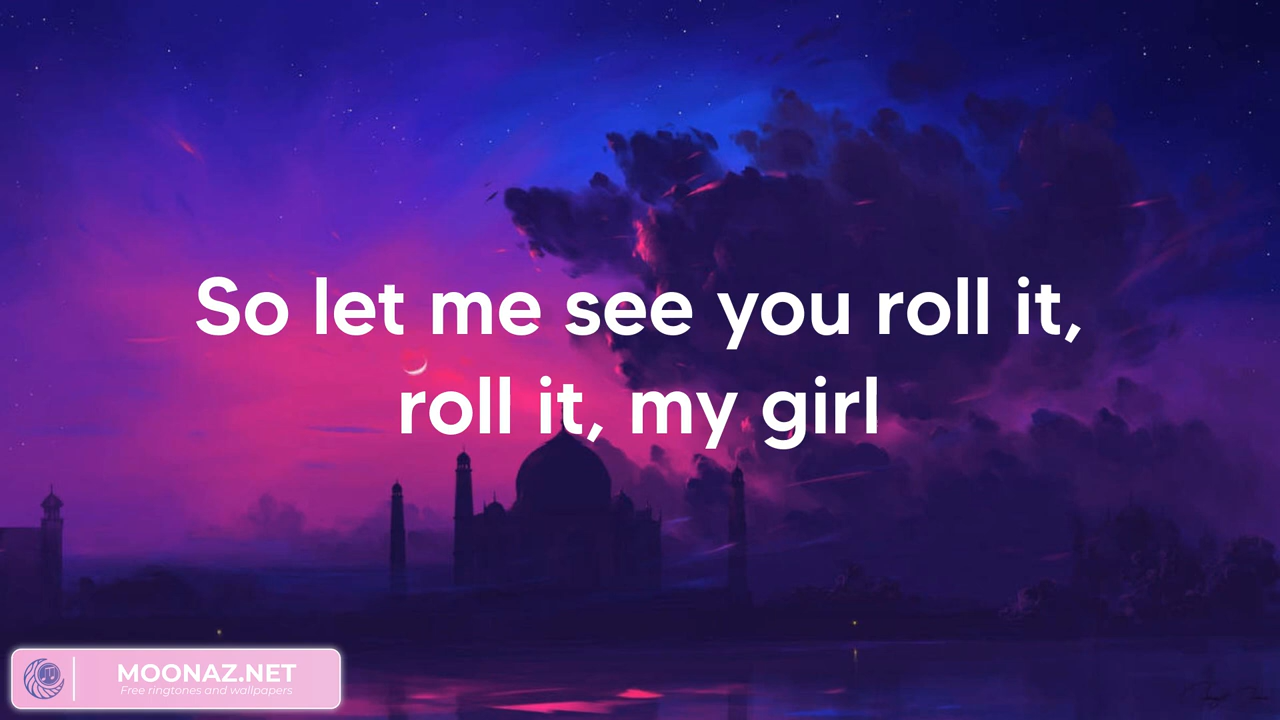 So let me see you roll it,
roll it, my girl
MOONAZ.NET
Free ringtones and wallpapers